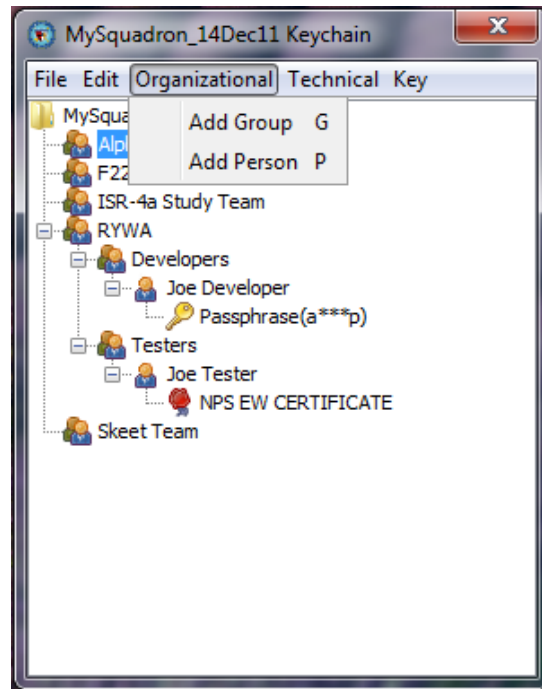 MySquadron_14Dec11 Keychain
File Edit Organizational Technical Key
Add Group G
Add Person P
ISR-4a Study Team
RYWA
Developers
Joe Developer
Passphrase(a***p)
Testers
Joe Tester
NPS EW CERTIFICATE
Skeet Team